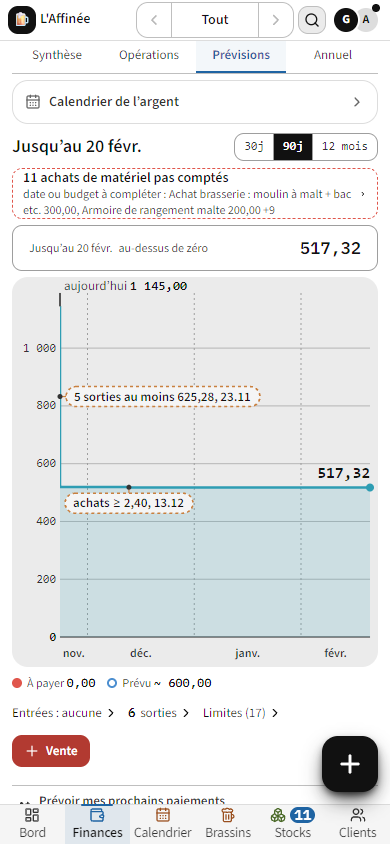 L'Affinée
Tout
G
A
Synthèse
Opérations
Prévisions
Annuel
Calendrier de l'argent
Jusqu'au 20 févr.
30j
90j
12 mois
11 achats de matériel pas comptés
date ou budget à compléter : Achat brasserie : moulin à malt + bac
etc. 300,00, Armoire de rangement malte 200,00 +9
Jusqu'au 20 févr. au-dessus de zéro
517,32
aujourd'hui 1 145,00
1 000
5 sorties au moins 625,28, 23.11
800
600
517,32
achats ≥ 2,40, 13.12
400
200
0
nov.
déc.
janv.
févr.
À payer 0,00
Prévu ~ 600,00
Entrées : aucune
6 sorties
Limites (17)
+ Vente
+
Prévoir mes prochains paiements
Bord
Finances
Calendrier
Brassins
11
Stocks
Clients